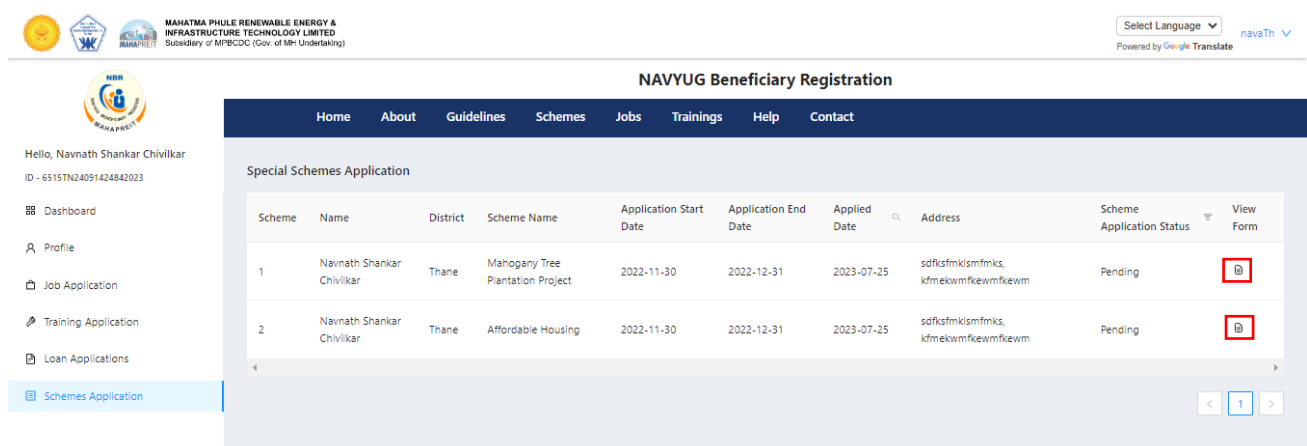 MAHATMA PHULE RENEWABLE ENERGY &
INFRASTRUCTURE TECHNOLOGY LIMITED
Subsidiary of MPBCDC (Gov. of MH Undertaking)
MAHAPREIT
Select Language
navaTh
Powered by Google Translate
NBR
NAVYUG BENEFICIARY REGISTRATION
MAHAPREIT
NAVYUG Beneficiary Registration
Home About Guidelines Schemes Jobs Trainings Help Contact
Hello, Navnath Shankar Chivilkar
ID - 6515TN24091424842023
Dashboard
Profile
Job Application
Training Application
Loan Applications
Schemes Application
Special Schemes Application
Scheme Name District Scheme Name Application Start Date Application End Date Applied Date Address Scheme Application Status View Form
1 Navnath Shankar Chivilkar Thane Mahogany Tree Plantation Project 2022-11-30 2022-12-31 2023-07-25 sdfksfmklsmfmks, kfmekwmfkewmfkewm Pending
2 Navnath Shankar Chivilkar Thane Affordable Housing 2022-11-30 2022-12-31 2023-07-25 sdfksfmklsmfmks, kfmekwmfkewmfkewm Pending
< 1 >